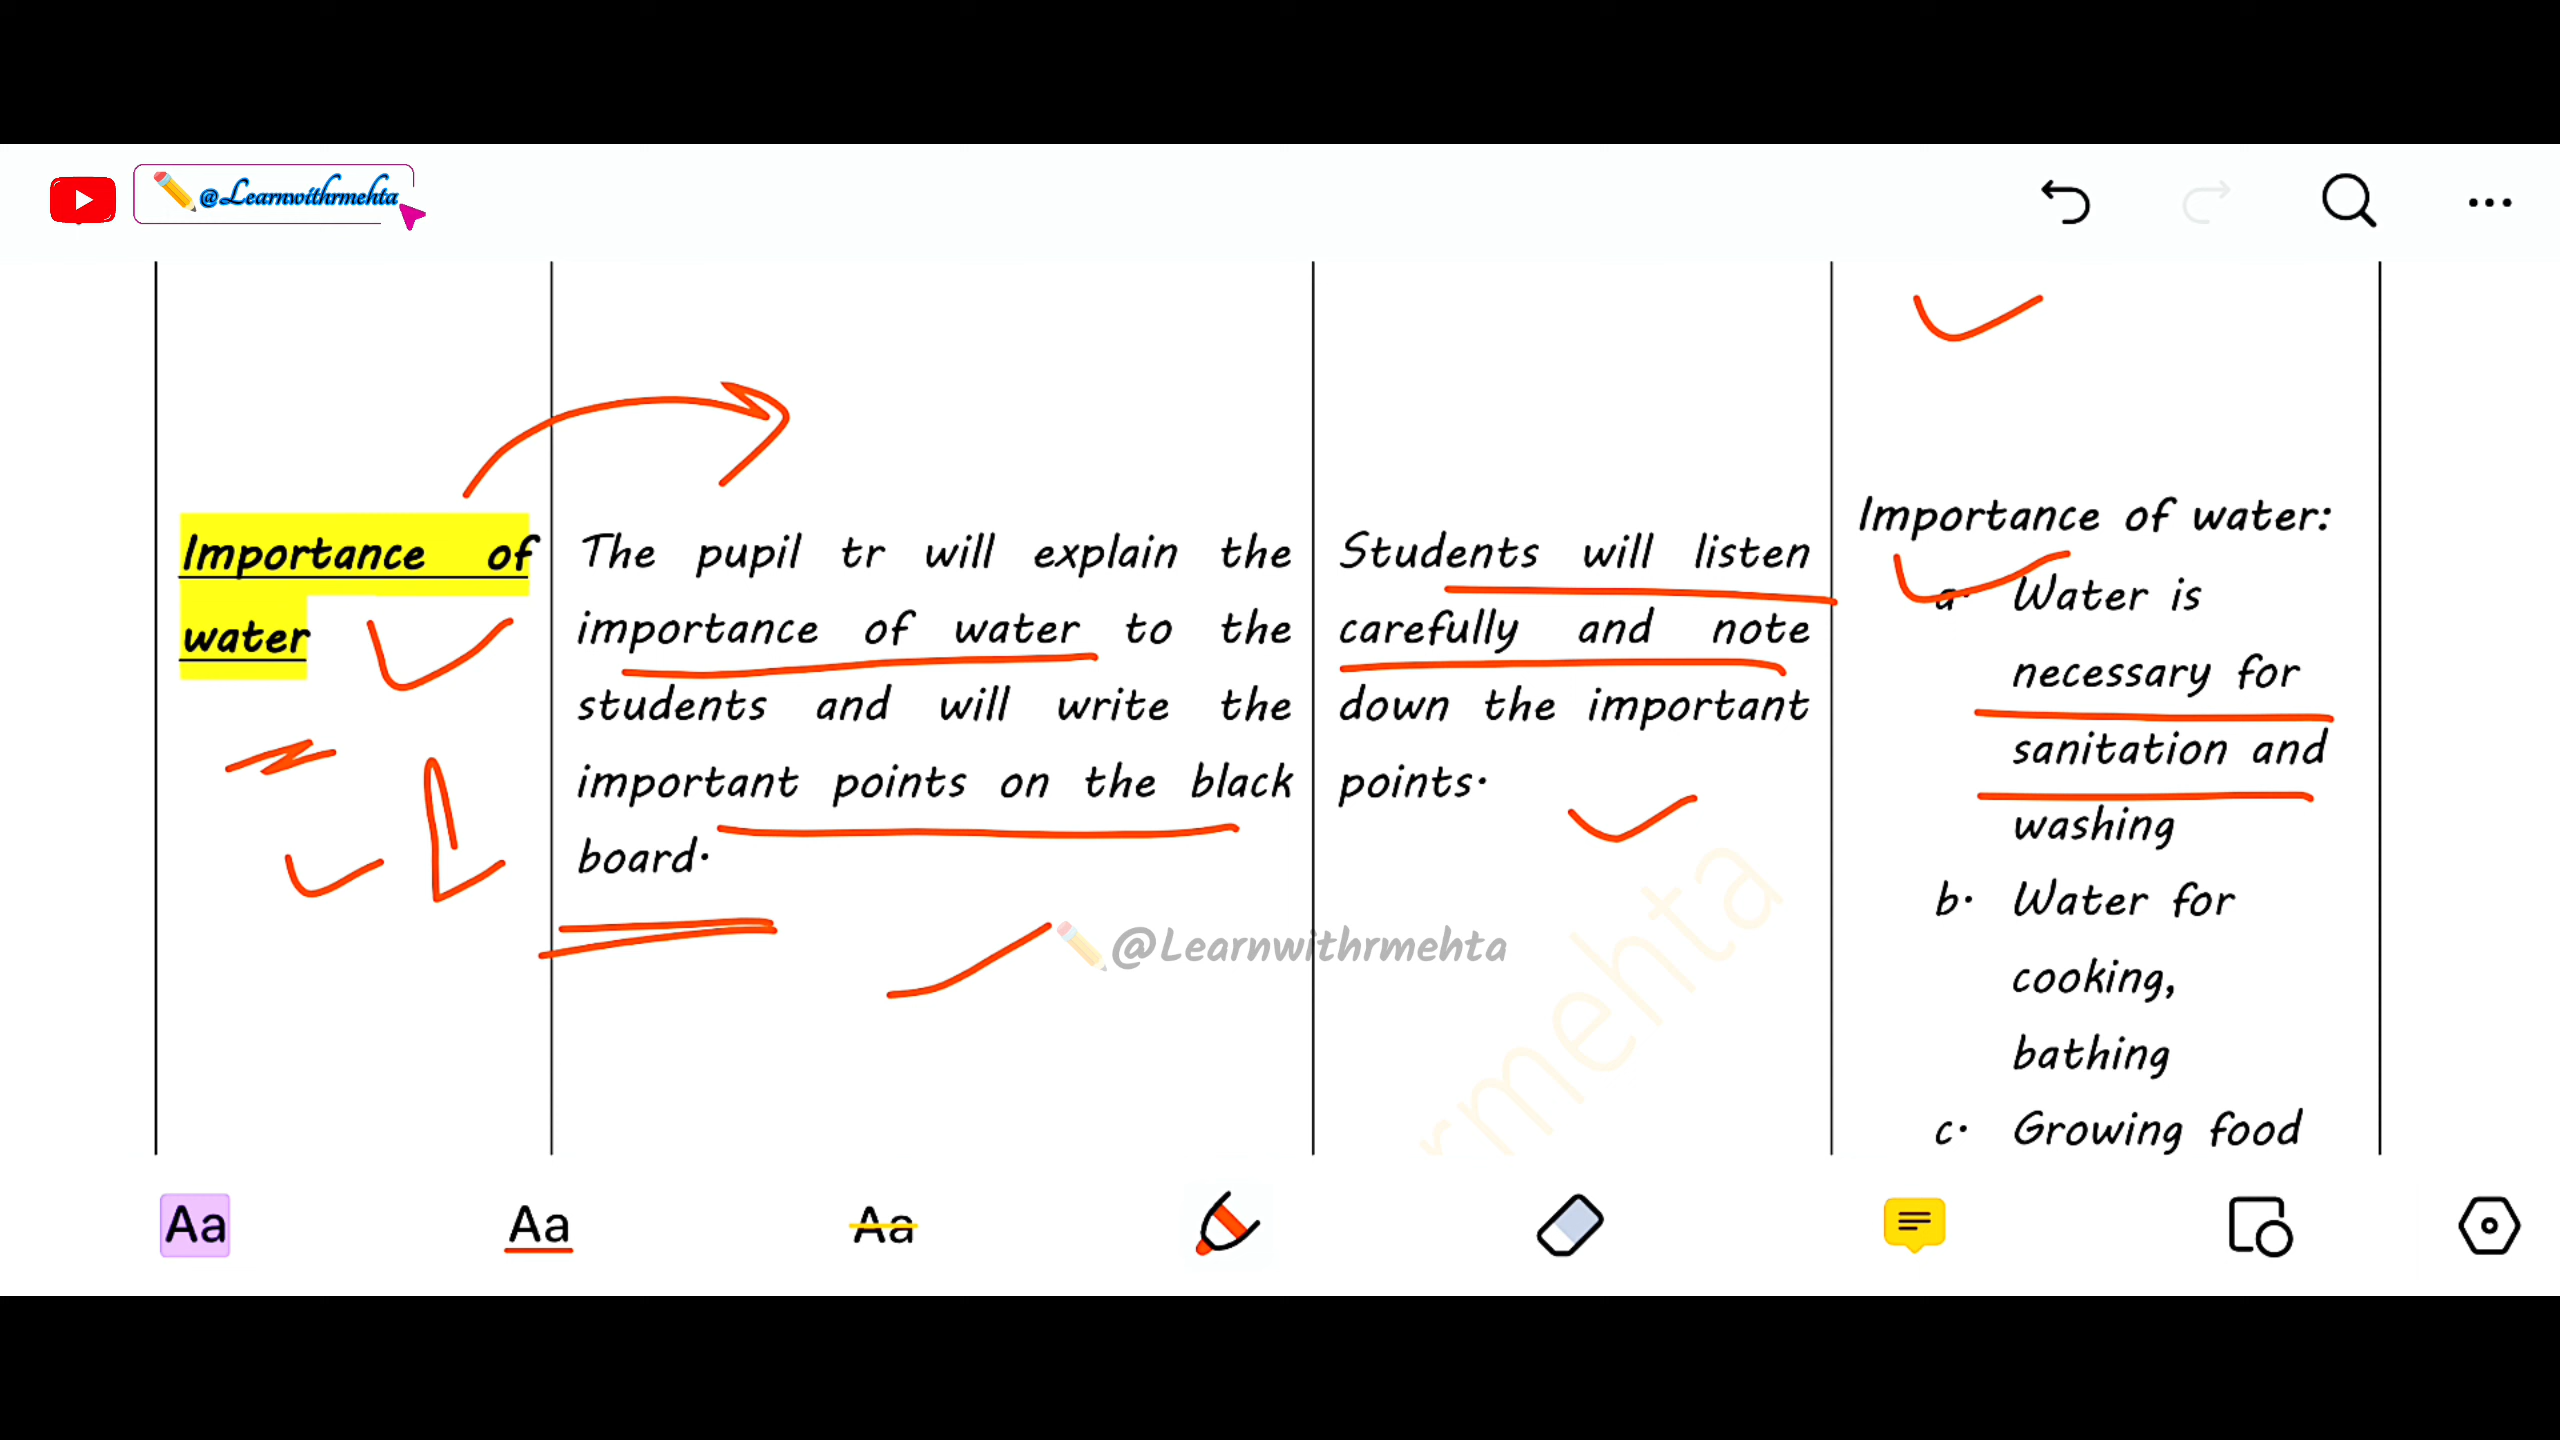 @Learnwithrmehta
Importance of
water
The pupil tr will explain the
importance of water to the
students and will write the
important points on the black
board.
Students will listen
carefully and note
down the important
points.
Importance of water:
a. Water is
necessary for
sanitation and
washing
b. Water for
cooking,
bathing
c. Growing food
@Learnwithrmehta
rmehta
Aa
Aa
Aa